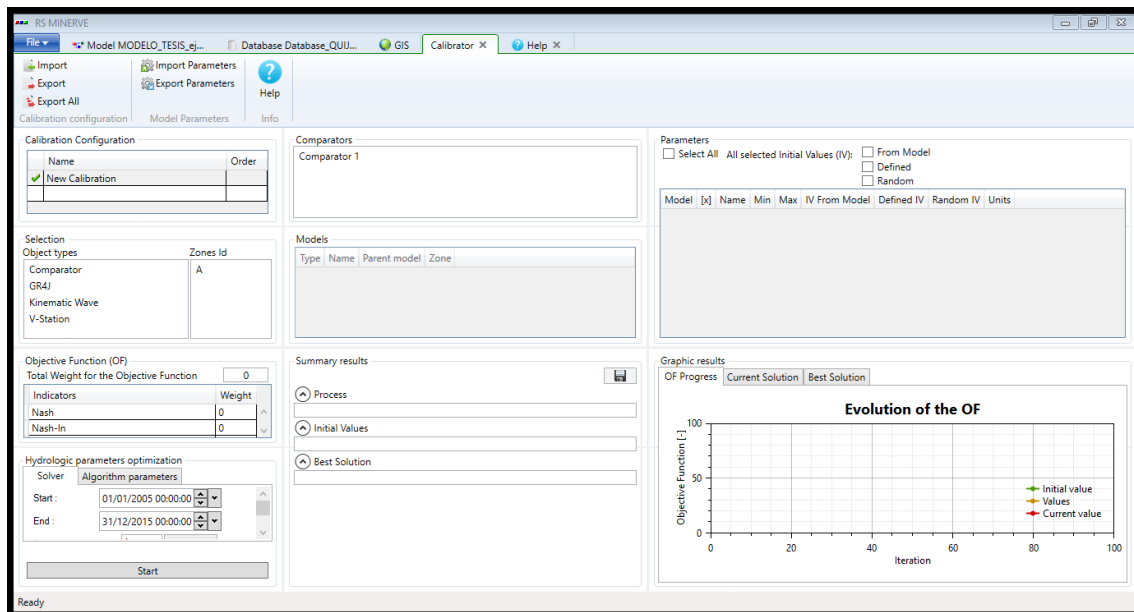 RS MINERVE
File Model MODELO_TESIS_ej... Database Database_QUIJ... GIS Calibrator Help
Import Import Parameters
Export Export Parameters
Export All Help
Calibration configuration Model Parameters Info
Calibration Configuration
Name Order
New Calibration
Comparators
Comparator 1
Parameters
Select All All selected Initial Values (IV): From Model
Defined
Random
Model [x] Name Min Max IV From Model Defined IV Random IV Units
Selection
Object types Zones Id
Comparator A
GR4J
Kinematic Wave
V-Station
Models
Type Name Parent model Zone
Objective Function (OF)
Total Weight for the Objective Function 0
Indicators Weight
Nash 0
Nash-ln 0
Summary results
Process
Initial Values
Best Solution
Graphic results
OF Progress Current Solution Best Solution
Evolution of the OF
Objective Function [-]
100
50
0
0 20 40 60 80 100
Iteration
Initial value
Values
Current value
Hydrologic parameters optimization
Solver Algorithm parameters
Start : 01/01/2005 00:00:00
End : 31/12/2015 00:00:00
Start
Ready